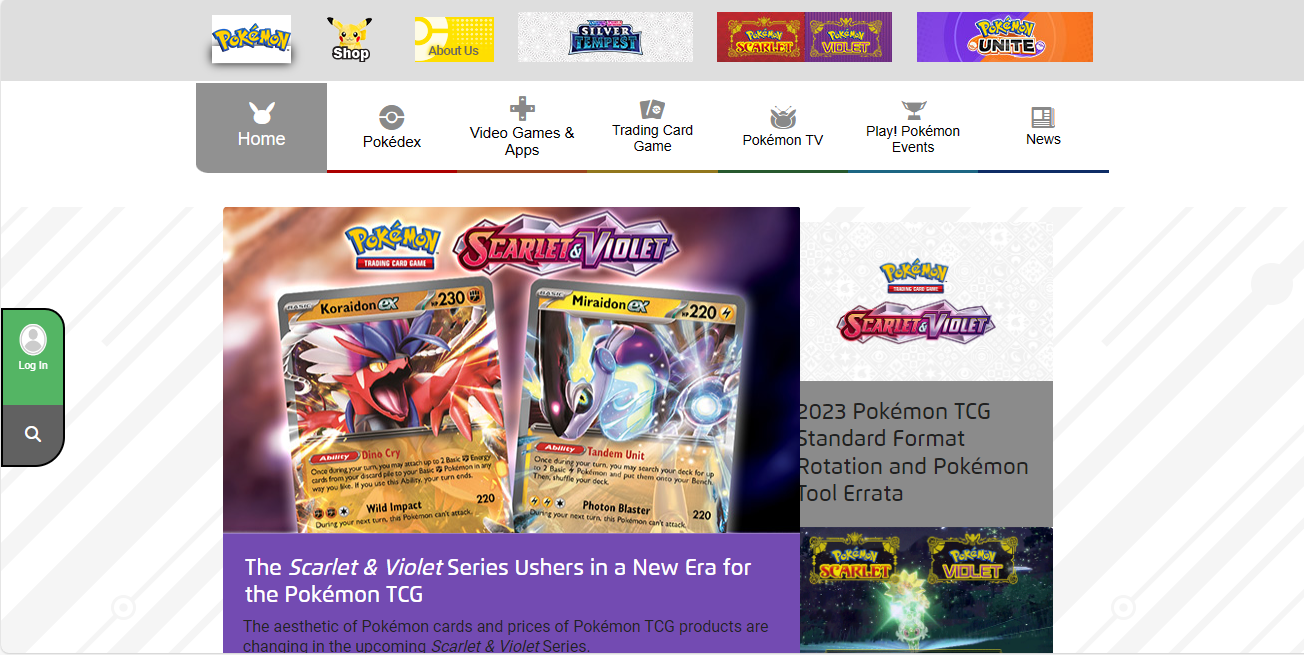 Pokémon
Shop
About Us
SILVER
TEMPEST
Pokémon
SCARLET
Pokémon
VIOLET
Pokémon
UNITE
Home
Pokédex
Video Games &
Apps
Trading Card
Game
Pokémon TV
Play! Pokémon
Events
News
Log In
Pokémon
TRADING CARD GAME
SCARLET & VIOLET
BASIC Koraidon ex HP 230
Ability Dino Cry
Once during your turn, you may attach up to 2 Basic Energy
cards from your discard pile to your Basic Pokémon in any
way you like. If you use this Ability, your turn ends.
Wild Impact 220
During your next turn, this Pokémon can't attack.
BASIC Miraidon ex HP 220
Ability Tandem Unit
Once during your turn, you may search your deck for up
to 2 Basic Pokémon and put them onto your Bench.
Then, shuffle your deck.
Photon Blaster 220
During your next turn, this Pokémon can't attack.
The Scarlet & Violet Series Ushers in a New Era for
the Pokémon TCG
The aesthetic of Pokémon cards and prices of Pokémon TCG products are
changing in the upcoming Scarlet & Violet Series.
Pokémon
TRADING CARD GAME
SCARLET & VIOLET
2023 Pokémon TCG
Standard Format
Rotation and Pokémon
Tool Errata
Pokémon
SCARLET
Pokémon
VIOLET